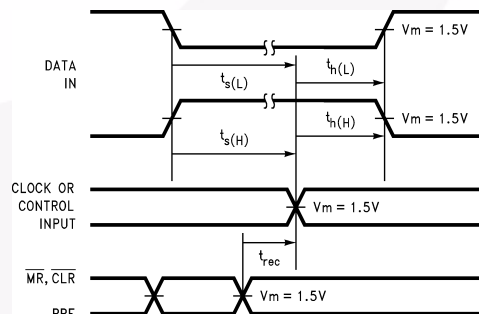 Vm = 1.5V
DATA
IN
ts(L)
th(L)
ts(H)
th(H)
Vm = 1.5V
CLOCK OR
CONTROL
INPUT
Vm = 1.5V
trec
MR, CLR
Vm = 1.5V